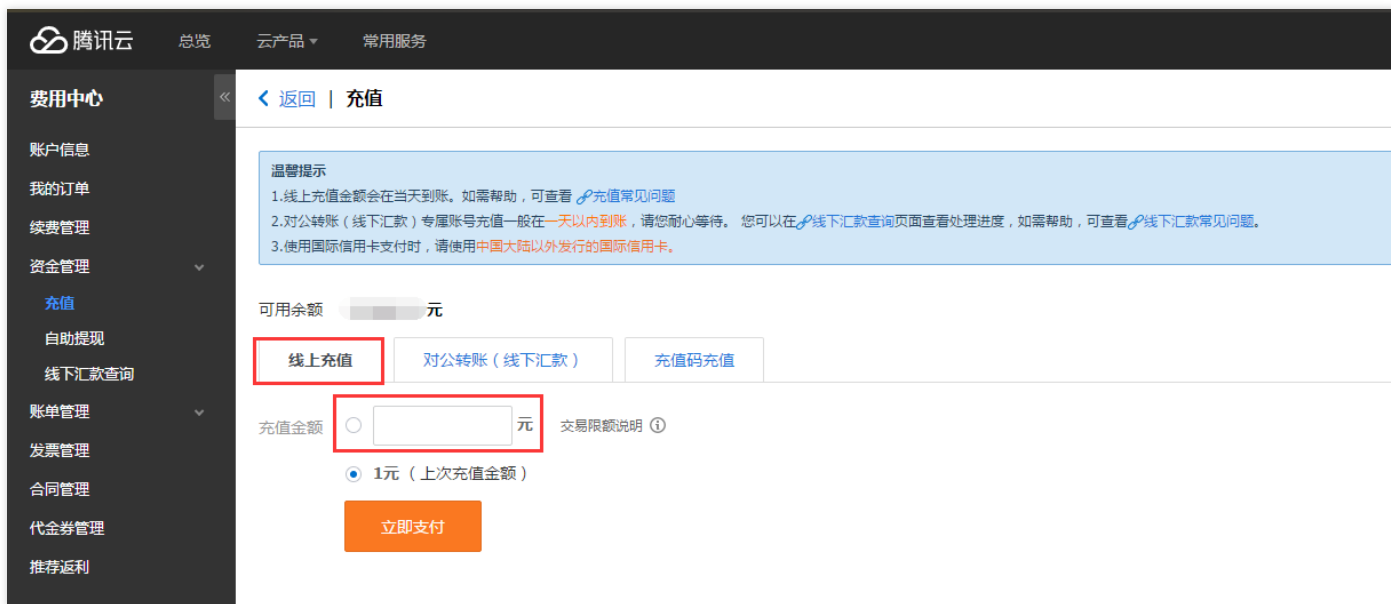 腾讯云 总览 云产品 常用服务
费用中心
«
返回 | 充值
账户信息
我的订单
续费管理
资金管理
充值
自助提现
线下汇款查询
账单管理
发票管理
合同管理
代金券管理
推荐返利
温馨提示
1.线上充值金额会在当天到账。如需帮助，可查看 充值常见问题
2.对公转账（线下汇款）专属账号充值一般在一天以内到账，请您耐心等待。 您可以在线下汇款查询页面查看处理进度，如需帮助，可查看线下汇款常见问题。
3.使用国际信用卡支付时，请使用中国大陆以外发行的国际信用卡。
可用余额 元
线上充值 对公转账（线下汇款） 充值码充值
充值金额 元 交易限额说明
1元（上次充值金额）
立即支付